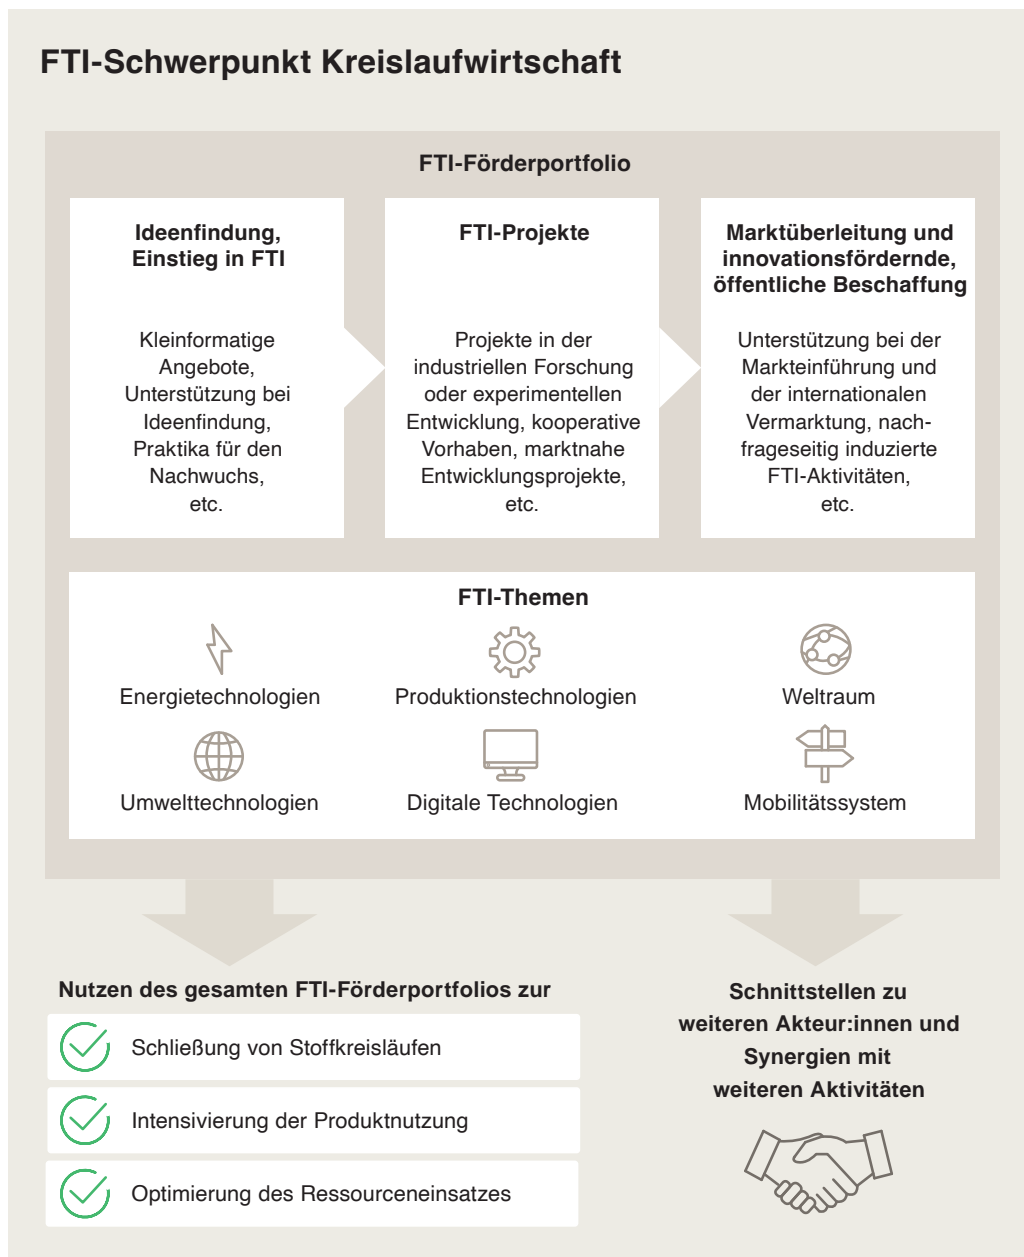 FTI-Schwerpunkt Kreislaufwirtschaft
FTI-Förderportfolio
Ideenfindung,
Einstieg in FTI
Kleinformatige
Angebote,
Unterstützung bei
Ideenfindung,
Praktika für den
Nachwuchs,
etc.
FTI-Projekte
Projekte in der
industriellen Forschung
oder experimentellen
Entwicklung, kooperative
Vorhaben, marktnahe
Entwicklungsprojekte,
etc.
Marktüberleitung und
innovationsfördernde,
öffentliche Beschaffung
Unterstützung bei der
Markteinführung und
der internationalen
Vermarktung, nach-
frageseitig induzierte
FTI-Aktivitäten,
etc.
FTI-Themen
Energietechnologien
Produktionstechnologien
Weltraum
Umwelttechnologien
Digitale Technologien
Mobilitätssystem
Nutzen des gesamten FTI-Förderportfolios zur
Schließung von Stoffkreisläufen
Intensivierung der Produktnutzung
Optimierung des Ressourceneinsatzes
Schnittstellen zu
weiteren Akteur:innen und
Synergien mit
weiteren Aktivitäten